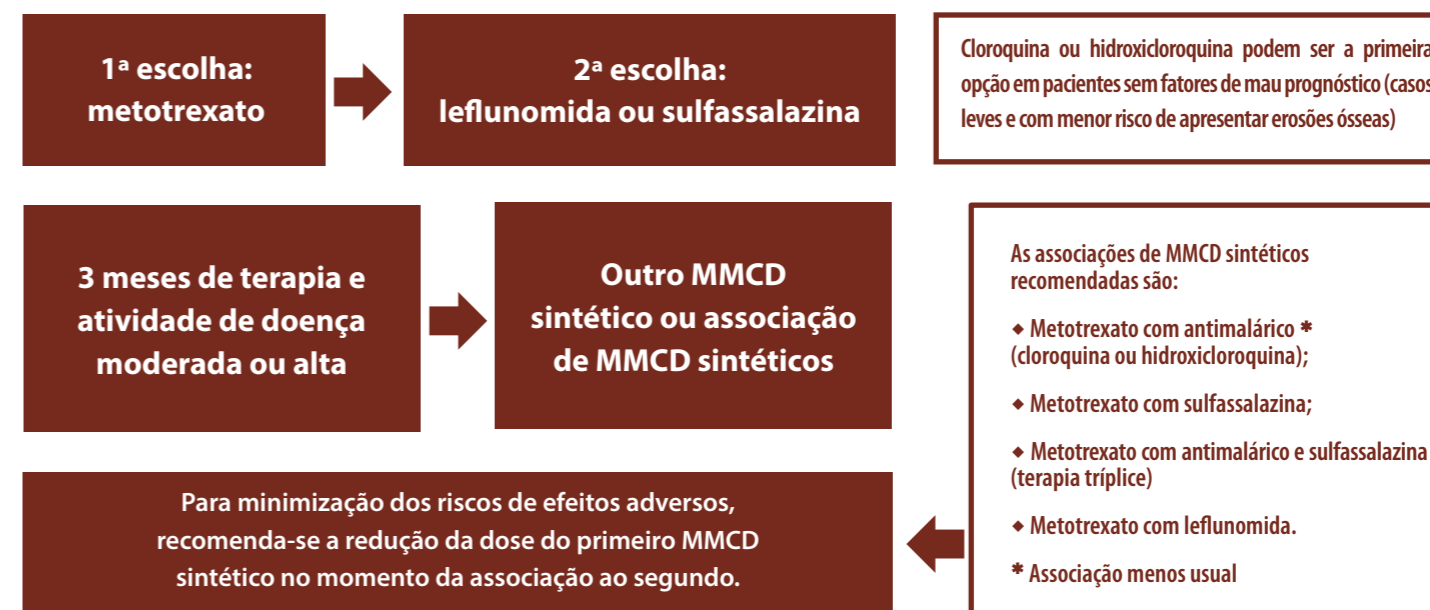 1ª escolha:
metotrexato
2ª escolha:
leflunomida ou sulfassalazina
Cloroquina ou hidroxicloroquina podem ser a primeira
opção em pacientes sem fatores de mau prognóstico (casos
leves e com menor risco de apresentar erosões ósseas)
3 meses de terapia e
atividade de doença
moderada ou alta
Outro MMCD
sintético ou associação
de MMCD sintéticos
As associações de MMCD sintéticos
recomendadas são:
◆ Metotrexato com antimalárico *
(cloroquina ou hidroxicloroquina);
◆ Metotrexato com sulfassalazina;
◆ Metotrexato com antimalárico e sulfassalazina
(terapia tríplice)
◆ Metotrexato com leflunomida.
* Associação menos usual
Para minimização dos riscos de efeitos adversos,
recomenda-se a redução da dose do primeiro MMCD
sintético no momento da associação ao segundo.